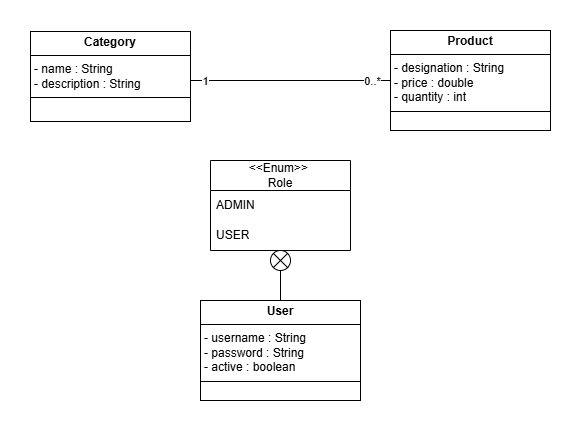 Category
- name : String
- description : String
1
0..*
Product
- designation : String
- price : double
- quantity : int
<<Enum>>
Role
ADMIN
USER
User
- username : String
- password : String
- active : boolean